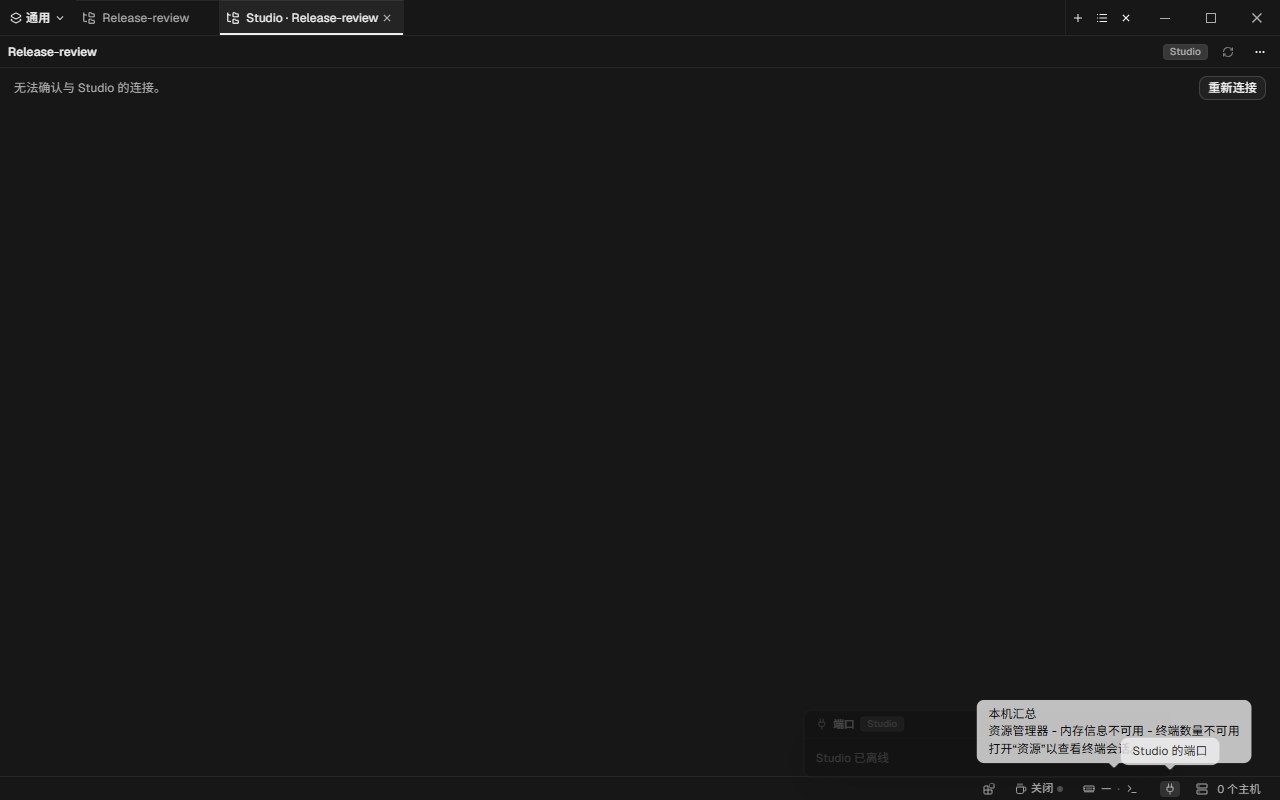 通用
Release-review
Studio · Release-review
Release-review
Studio
无法确认与 Studio 的连接。
重新连接
端口
Studio
Studio 已离线
本机汇总
资源管理器 - 内存信息不可用 - 终端数量不可用
打开“资源”以查看终端会
Studio 的端口
关闭
0 个主机